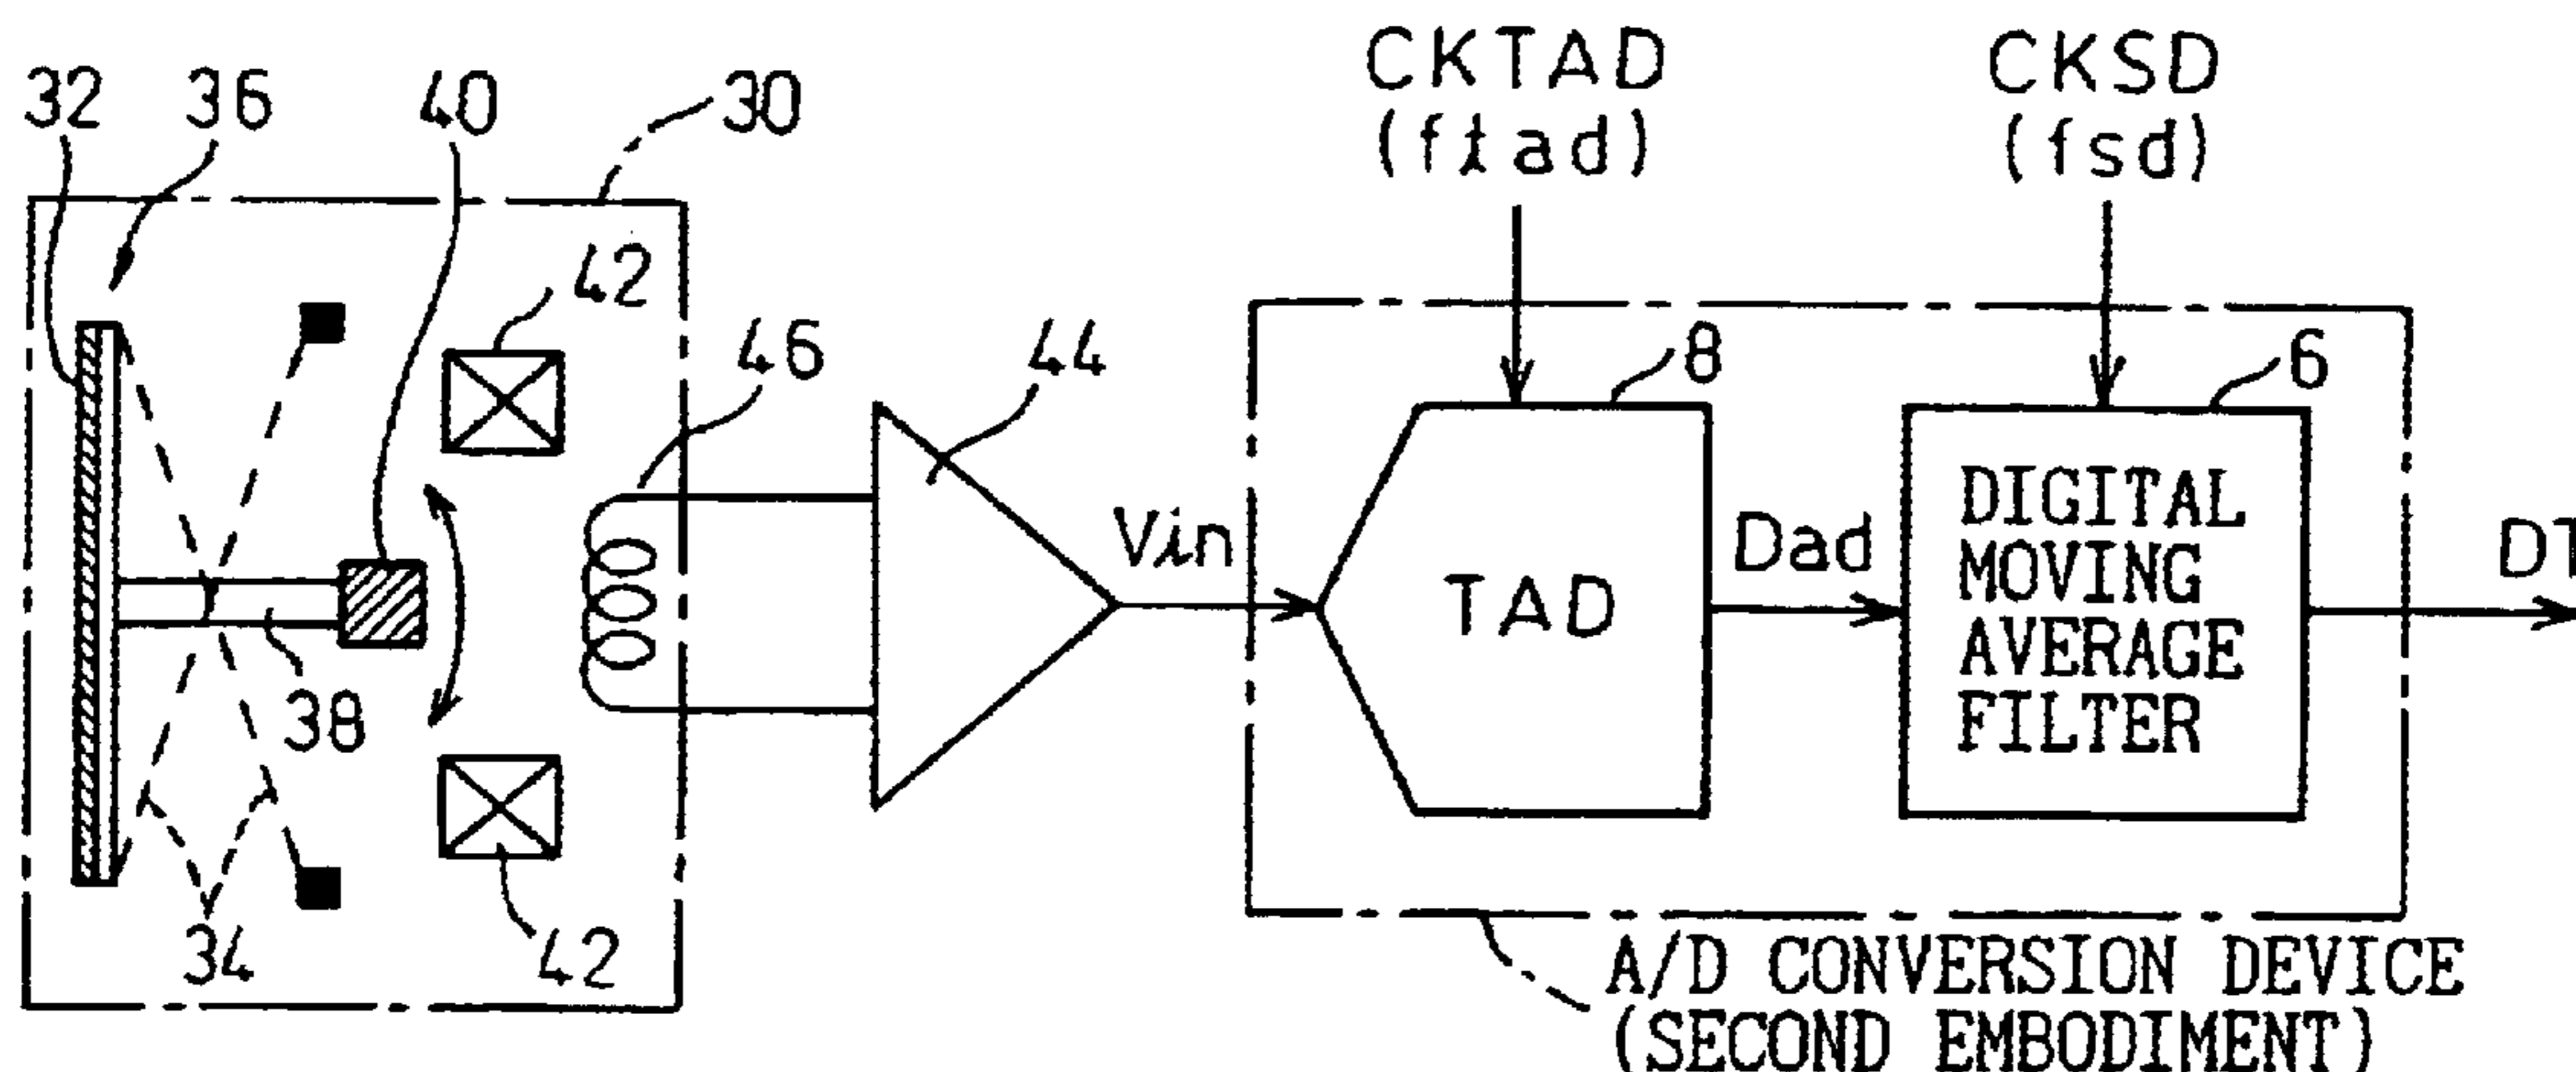 32
36
40
30
CKTAD
(ftad)
CKSD
(fsd)
42
46
44
8
6
Vin
TAD
Dad
DIGITAL
MOVING
AVERAGE
FILTER
38
34
42
A/D CONVERSION DEVICE
(SECOND EMBODIMENT)